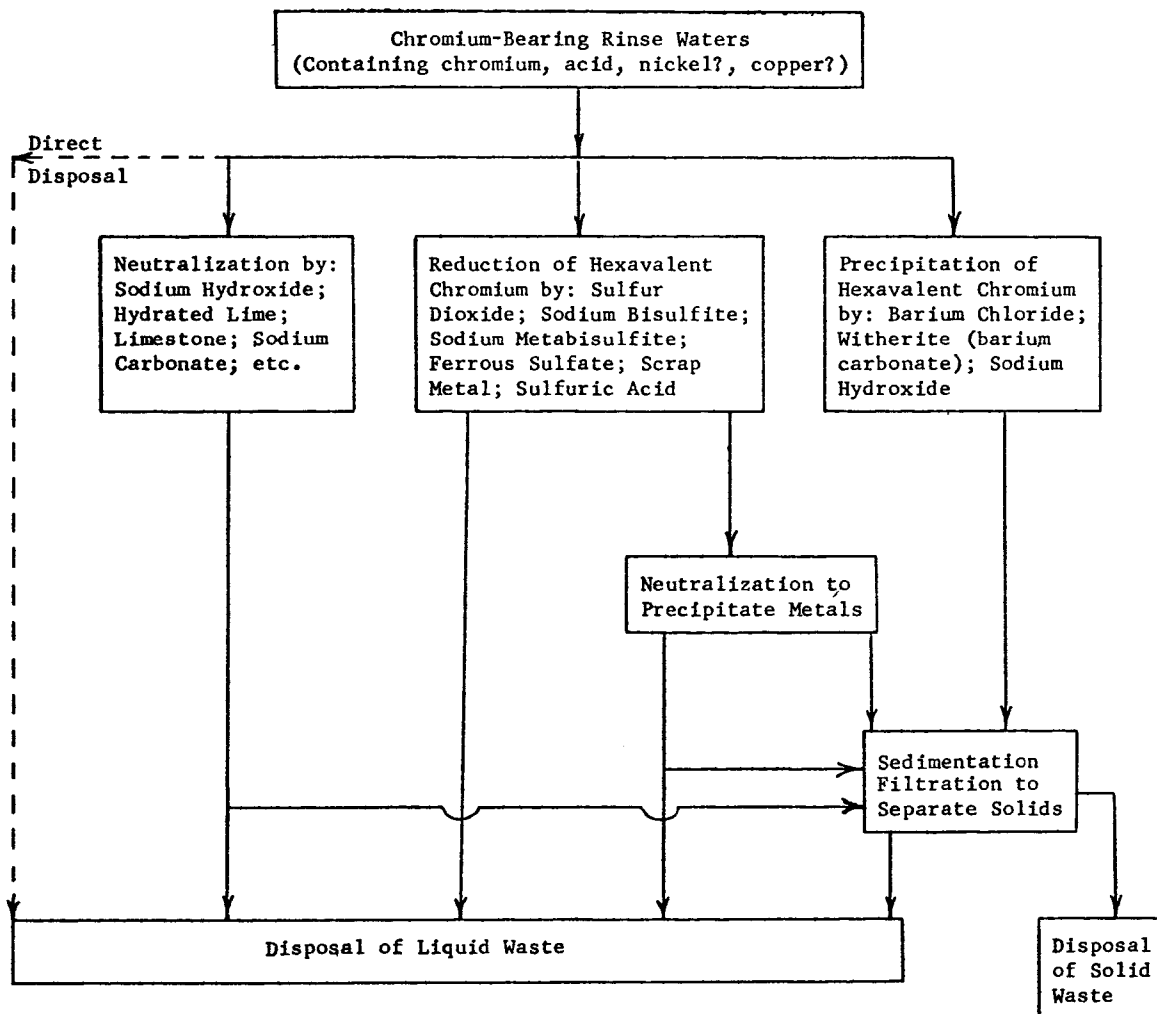 Chromium-Bearing Rinse Waters
(Containing chromium, acid, nickel?, copper?)
Direct
Disposal
Neutralization by:
Sodium Hydroxide;
Hydrated Lime;
Limestone; Sodium
Carbonate; etc.
Reduction of Hexavalent
Chromium by: Sulfur
Dioxide; Sodium Bisulfite;
Sodium Metabisulfite;
Ferrous Sulfate; Scrap
Metal; Sulfuric Acid
Precipitation of
Hexavalent Chromium
by: Barium Chloride;
Witherite (barium
carbonate); Sodium
Hydroxide
Neutralization to
Precipitate Metals
Sedimentation
Filtration to
Separate Solids
Disposal of Liquid Waste
Disposal
of Solid
Waste